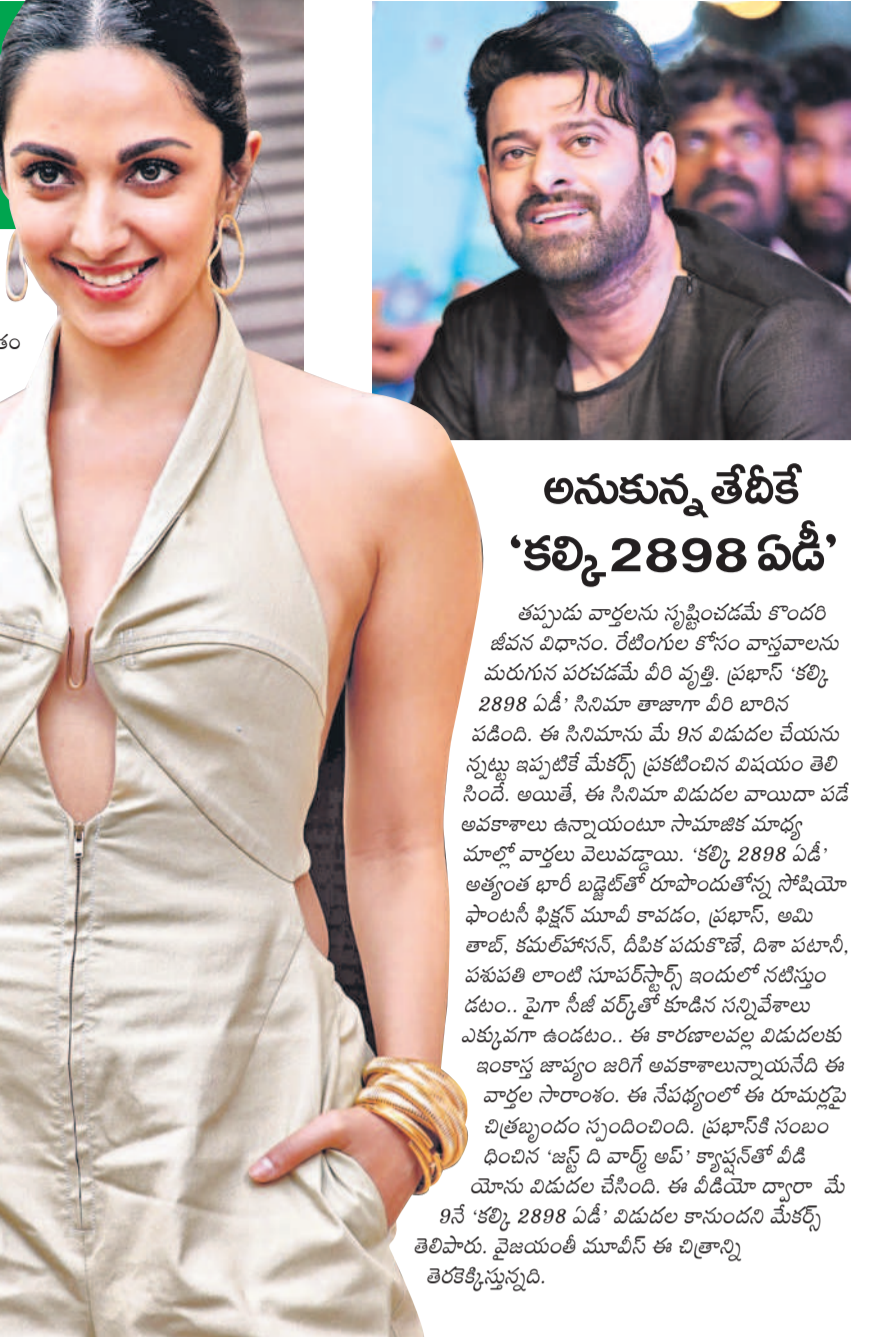 తం
అనుకున్న తేదీకే
‘కల్కి 2898 ఏడీ’
తప్పుడు వార్తలను సృష్టించడమే కొందరి
జీవన విధానం. రేటింగుల కోసం వాస్తవాలను
మరుగున పరచడమే వీరి వృత్తి. ప్రభాస్ ‘కల్కి
2898 ఏడీ’ సినిమా తాజాగా వీరి బారిన
పడింది. ఈ సినిమాను మే 9న విడుదల చేయను
న్నట్టు ఇప్పటికే మేకర్స్ ప్రకటించిన విషయం తెలి
సిందే. అయితే, ఈ సినిమా విడుదల వాయిదా పడే
అవకాశాలు ఉన్నాయంటూ సామాజిక మాధ్య
మాల్లో వార్తలు వెలువడ్డాయి. ‘కల్కి 2898 ఏడీ’
అత్యంత భారీ బడ్జెట్‌తో రూపొందుతోన్న సోషియో
ఫాంటసీ ఫిక్షన్ మూవీ కావడం, ప్రభాస్, అమి
తాబ్, కమల్‌హాసన్, దీపిక పదుకొణే, దిశా పటానీ,
పశుపతి లాంటి సూపర్‌స్టార్స్ ఇందులో నటిస్తుం
డటం.. పైగా సీజీ వర్క్‌తో కూడిన సన్నివేశాలు
ఎక్కువగా ఉండటం.. ఈ కారణాలవల్ల విడుదలకు
ఇంకాస్త జాప్యం జరిగే అవకాశాలున్నాయనేది ఈ
వార్తల సారాంశం. ఈ నేపథ్యంలో ఈ రూమర్లపై
చిత్రబృందం స్పందించింది. ప్రభాస్‌కి సంబం
ధించిన ‘జస్ట్ ది వార్మ్ అప్’ క్యాప్షన్‌తో వీడి
యోను విడుదల చేసింది. ఈ వీడియో ద్వారా మే
9నే ‘కల్కి 2898 ఏడీ’ విడుదల కానుందని మేకర్స్
తెలిపారు. వైజయంతీ మూవీస్ ఈ చిత్రాన్ని
తెరకెక్కిస్తున్నది.